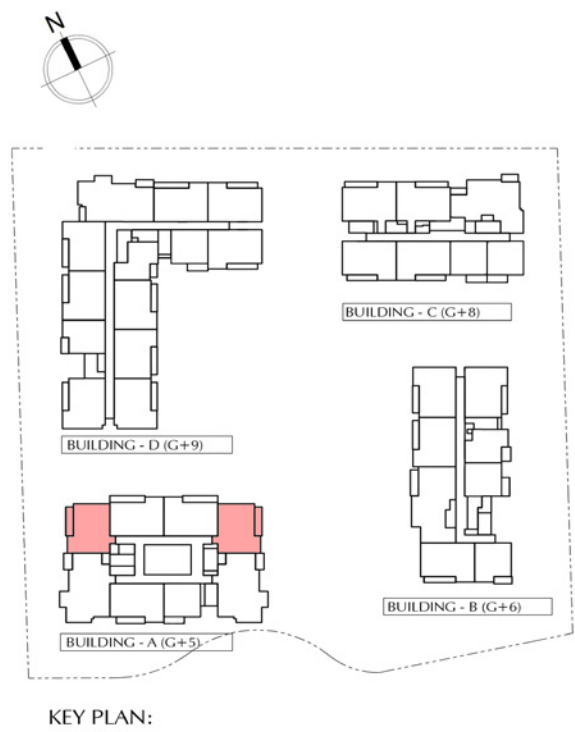 N
BUILDING - C (G+8)
BUILDING - D (G+9)
BUILDING - B (G+6)
BUILDING - A (G+5)
KEY PLAN: